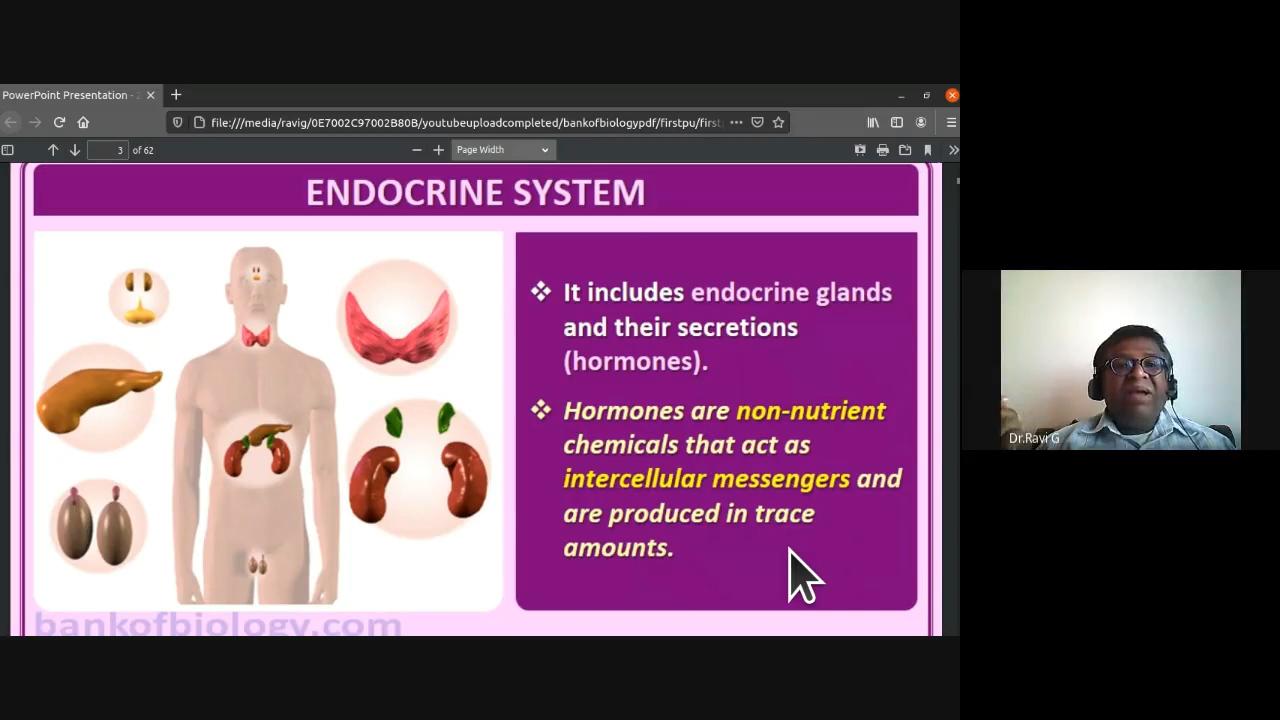 PowerPoint Presentation -
file:///media/ravig/0E7002C97002B80B/youtubeuploadcompleted/bankofbiologypdf/firstpu/first
3 of 62
Page Width
ENDOCRINE SYSTEM
❖ It includes endocrine glands
and their secretions
(hormones).
❖ Hormones are non-nutrient
chemicals that act as
intercellular messengers and
are produced in trace
amounts.
bankofbiology.com
Dr.Ravi G